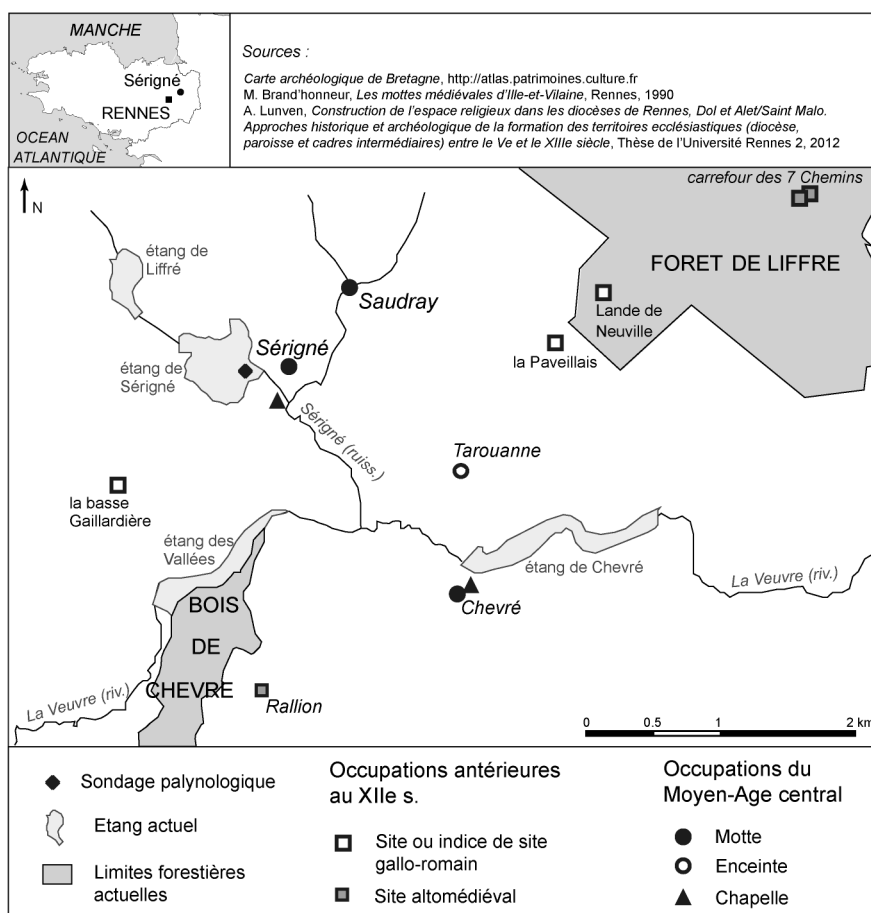 MANCHE
Sérigné
RENNES
OCEAN
ATLANTIQUE
Sources :
Carte archéologique de Bretagne, http://atlas.patrimoines.culture.fr
M. Brand'honneur, Les mottes médiévales d'Ille-et-Vilaine, Rennes, 1990
A. Lunven, Construction de l'espace religieux dans les diocèses de Rennes, Dol et Alet/Saint Malo.
Approches historique et archéologique de la formation des territoires ecclésiastiques (diocèse,
paroisse et cadres intermédiaires) entre le Ve et le XIIIe siècle, Thèse de l'Université Rennes 2, 2012
N
carrefour des 7 Chemins
étang de
Liffré
FORET DE LIFFRE
Saudray
Lande de
Neuville
Sérigné
étang de
Sérigné
la Paveillais
Sérigné (ruiss.)
Tarouanne
la basse
Gaillardière
étang des
Vallées
étang de Chevré
La Veuvre (riv.)
BOIS
DE
CHEVRE
Chevré
La Veuvre (riv.)
Rallion
0 0.5 1 2 km
Sondage palynologique
Etang actuel
Limites forestières
actuelles
Occupations antérieures
au XIIe s.
Site ou indice de site
gallo-romain
Site altomédiéval
Occupations du
Moyen-Age central
Motte
Enceinte
Chapelle